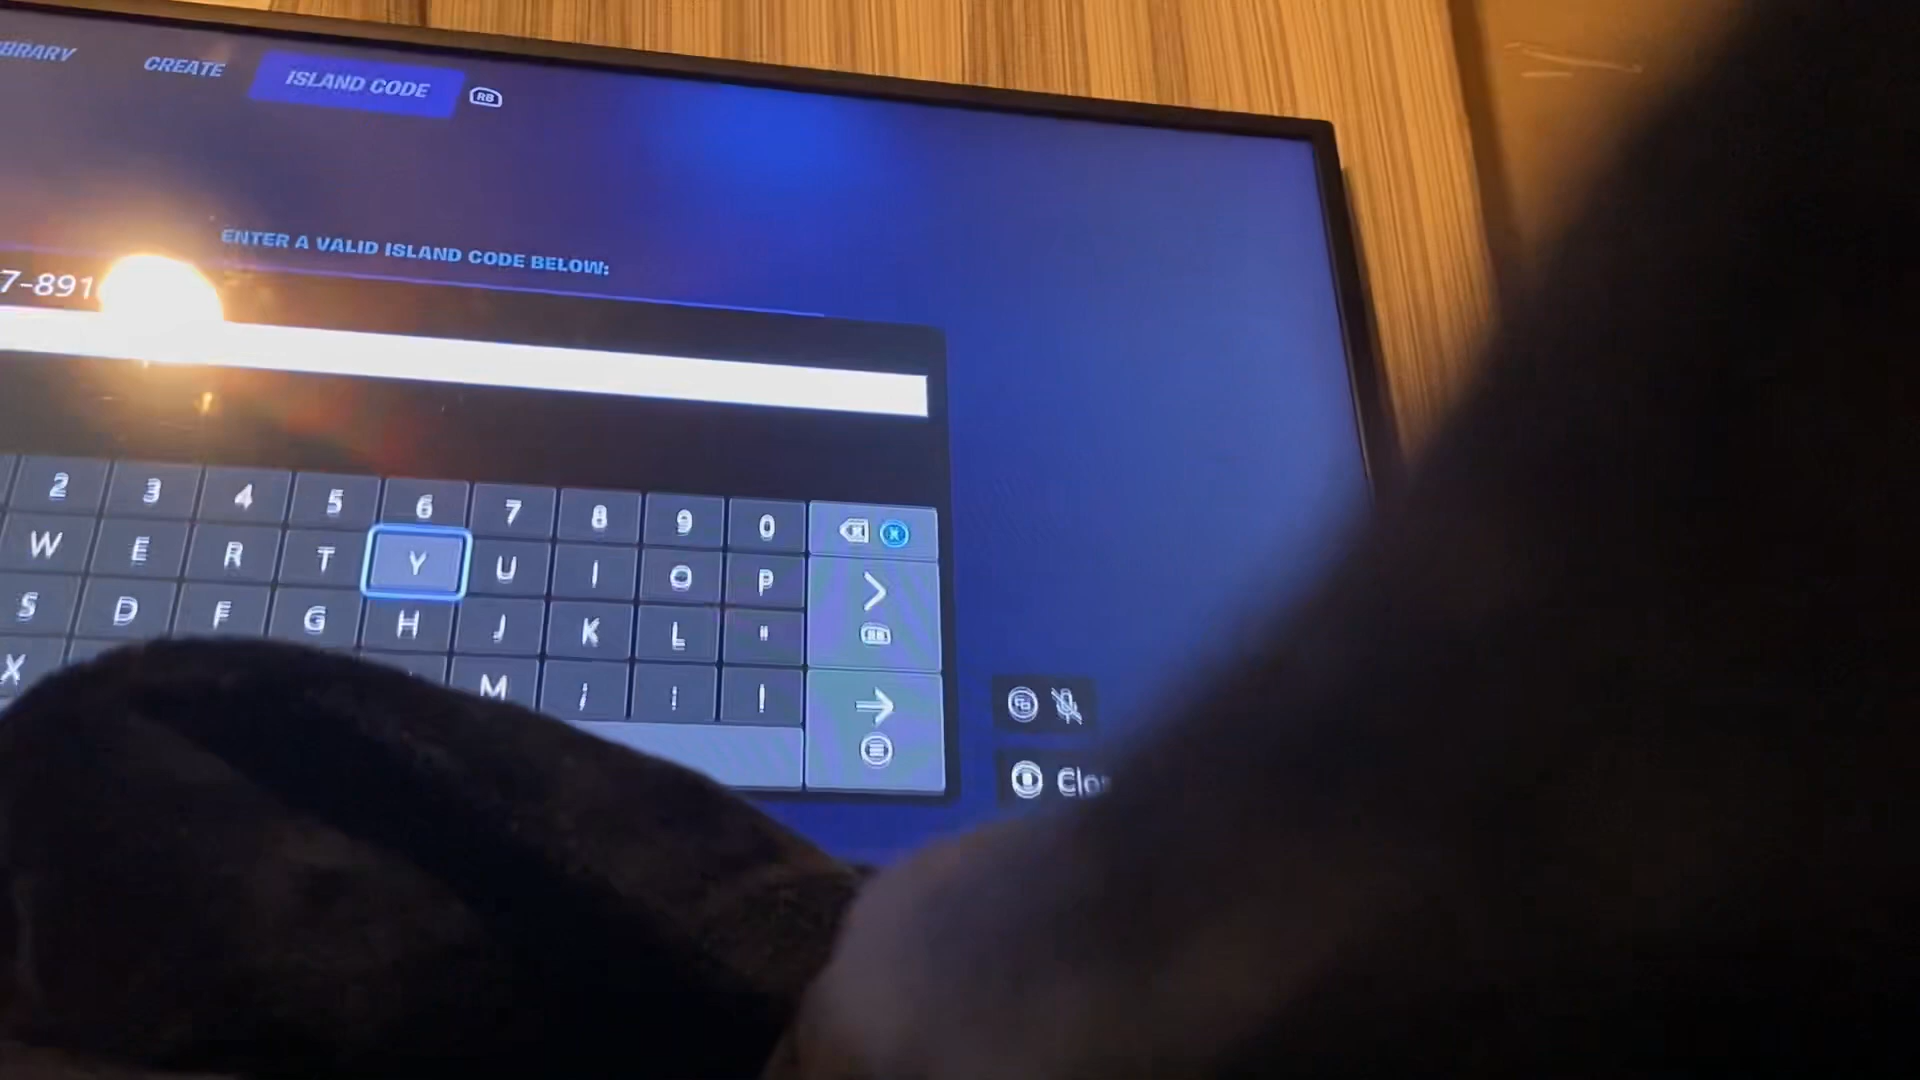 CREATE
ISLAND CODE
RB
ENTER A VALID ISLAND CODE BELOW:
7-891
2 3 4 5 6 7 8 9 0
W E R T Y U I O P
S D F G H J K L "
X M !